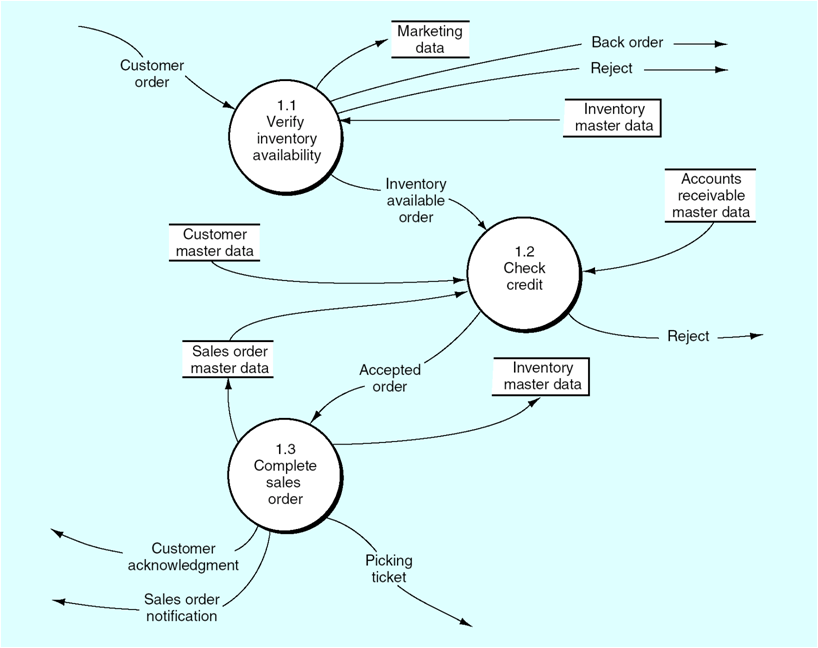 Marketing
data
Back order
Reject
Customer
order
1.1
Verify
inventory
availability
Inventory
master data
Inventory
available
order
Accounts
receivable
master data
Customer
master data
1.2
Check
credit
Reject
Sales order
master data
Accepted
order
Inventory
master data
1.3
Complete
sales
order
Customer
acknowledgment
Picking
ticket
Sales order
notification